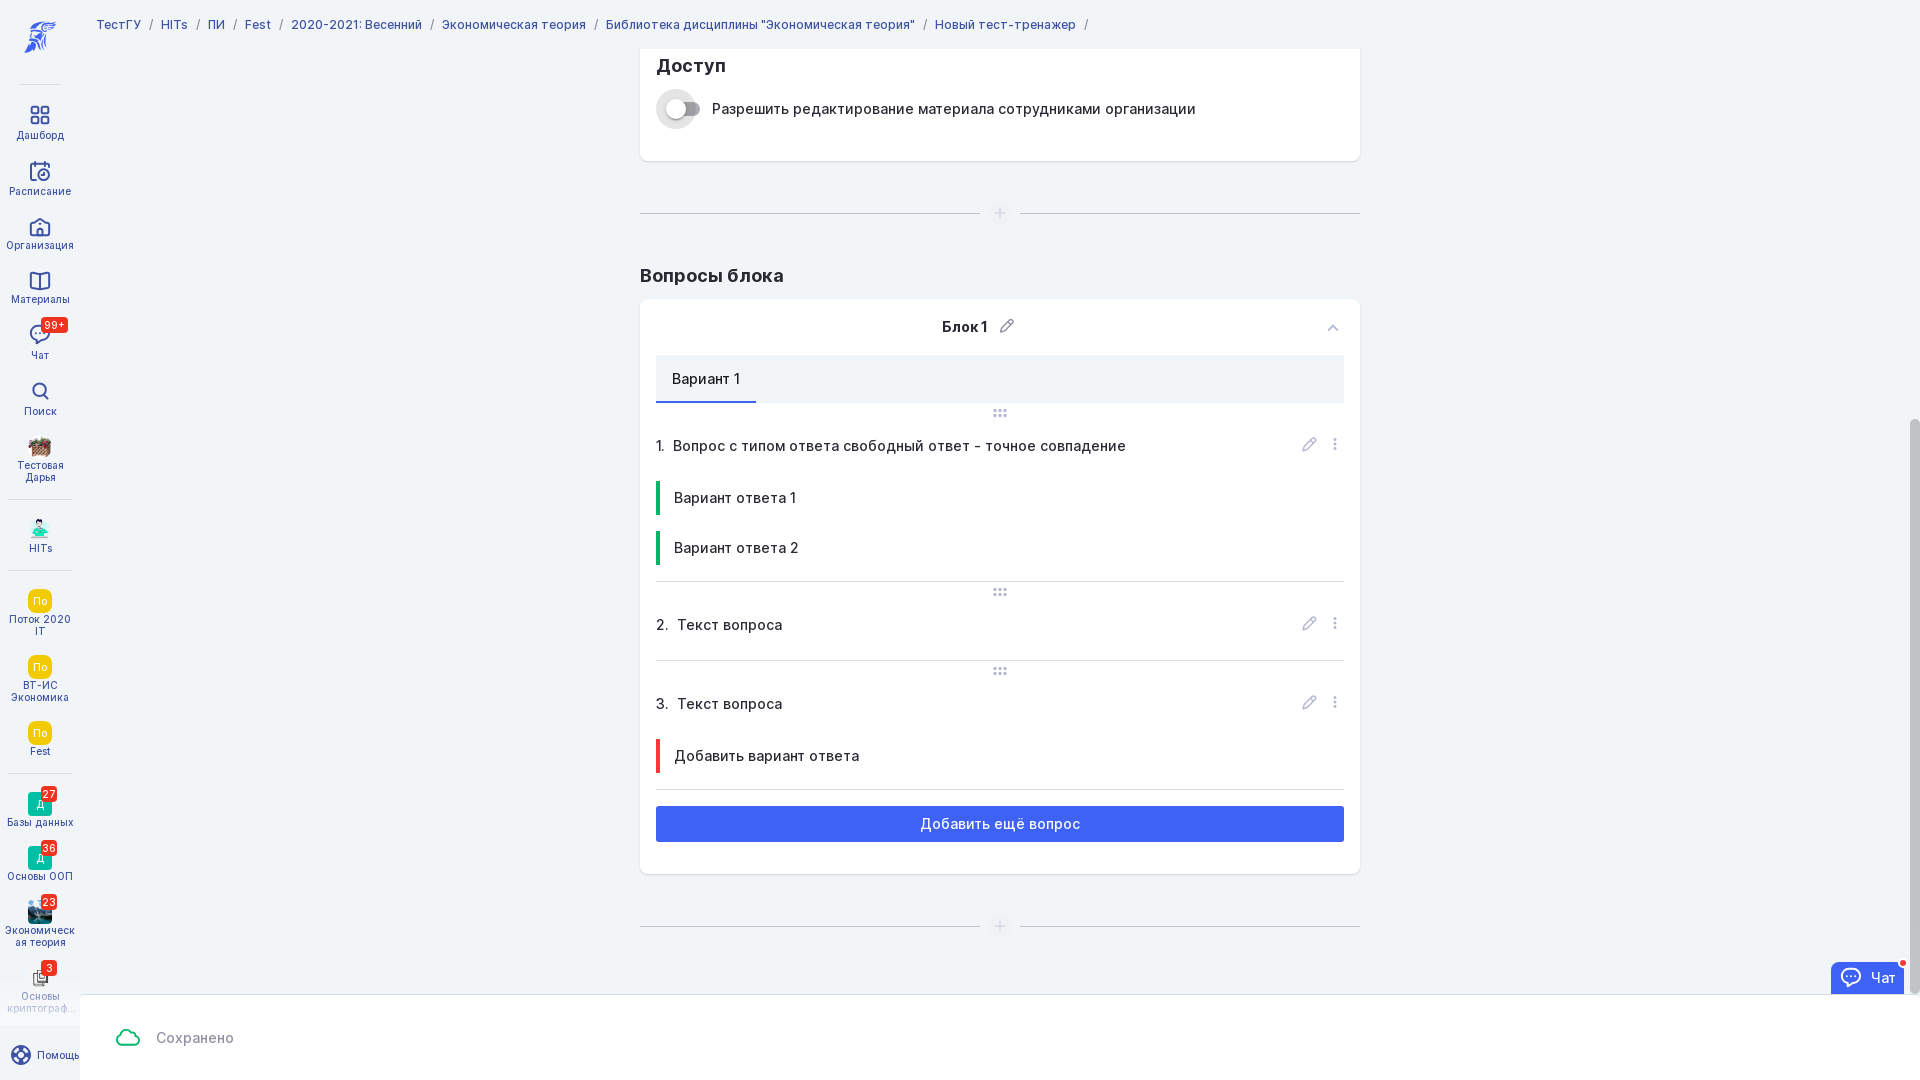 ТестГУ / HITs / ПИ / Fest / 2020-2021: Весенний / Экономическая теория / Библиотека дисциплины "Экономическая теория" / Новый тест-тренажер /
Дашборд
Расписание
Организация
Материалы
99+
Чат
Поиск
Тестовая
Дарья
HITs
По
Поток 2020
IT
По
ВТ-ИС
Экономика
По
Fest
27
Д
Базы данных
36
Д
Основы ООП
23
Экономическ
ая теория
3
Основы
криптограф...
Помощь
Доступ
Разрешить редактирование материала сотрудниками организации
Вопросы блока
Блок 1
Вариант 1
1. Вопрос с типом ответа свободный ответ - точное совпадение
Вариант ответа 1
Вариант ответа 2
2. Текст вопроса
3. Текст вопроса
Добавить вариант ответа
Добавить ещё вопрос
Чат
Сохранено